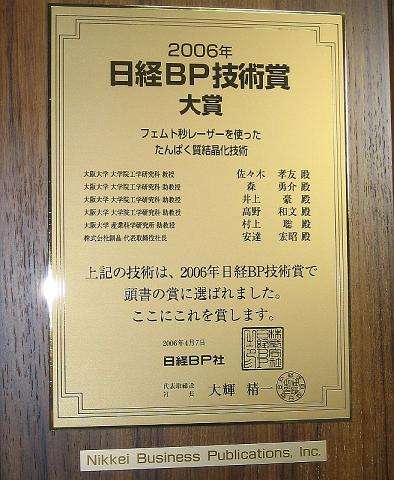 2006年
日経BP技術賞
大賞
フェムト秒レーザーを使った
たんぱく質結晶化技術
大阪大学 大学院工学研究科 教授 佐々木 孝友 殿
大阪大学 大学院工学研究科 助教授 森 勇介 殿
大阪大学 大学院工学研究科 助教授 井上 豪 殿
大阪大学 大学院工学研究科 助教授 高野 和文 殿
大阪大学 産業科学研究所 助教授 村上 聡 殿
株式会社創晶 代表取締役社長 安達 宏昭 殿
上記の技術は、2006年日経BP技術賞で
頭書の賞に選ばれました。
ここにこれを賞します。
2006年4月7日
日経BP社
代表取締役
社長 大輝 精一
Nikkei Business Publications, Inc.